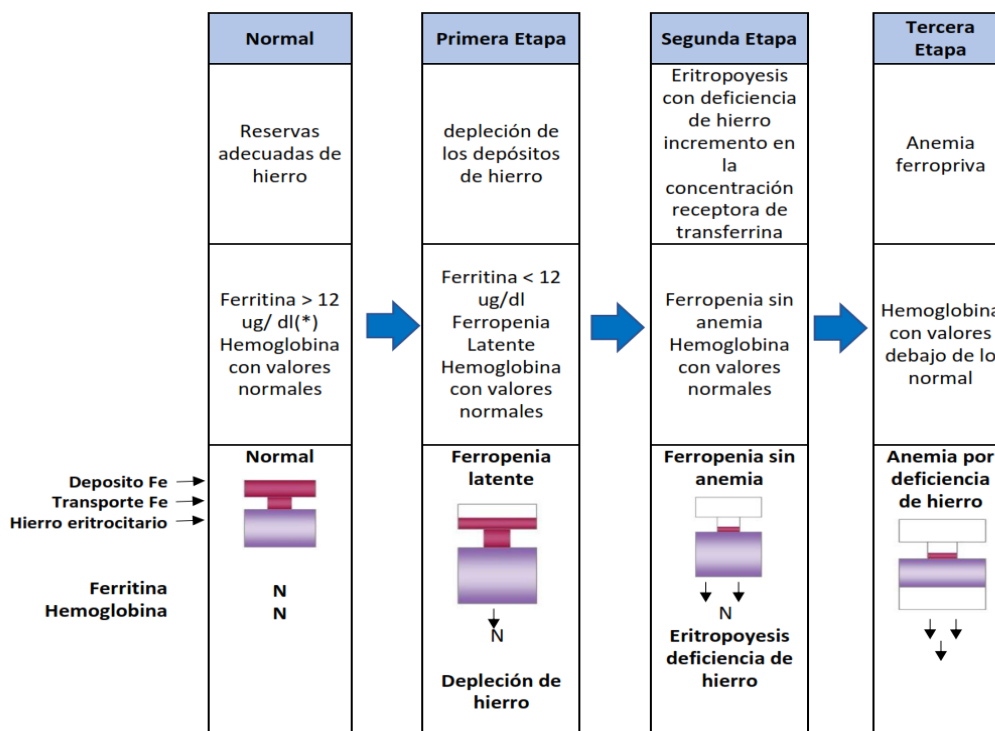 Normal
Reservas
adecuadas de
hierro
Ferritina > 12
ug/ dl(*)
Hemoglobina
con valores
normales
Normal
Deposito Fe
Transporte Fe
Hierro eritrocitario
Ferritina N
Hemoglobina N
Primera Etapa
depleción de
los depósitos
de hierro
Ferritina < 12
ug/dl
Ferropenia
Latente
Hemoglobina
con valores
normales
Ferropenia
latente
N
Depleción de
hierro
Segunda Etapa
Eritropoyesis
con deficiencia
de hierro
incremento en
la
concentración
receptora de
transferrina
Ferropenia sin
anemia
Hemoglobina
con valores
normales
Ferropenia sin
anemia
N
Eritropoyesis
deficiencia de
hierro
Tercera
Etapa
Anemia
ferropriva
Hemoglobina
con valores
debajo de lo
normal
Anemia por
deficiencia
de hierro